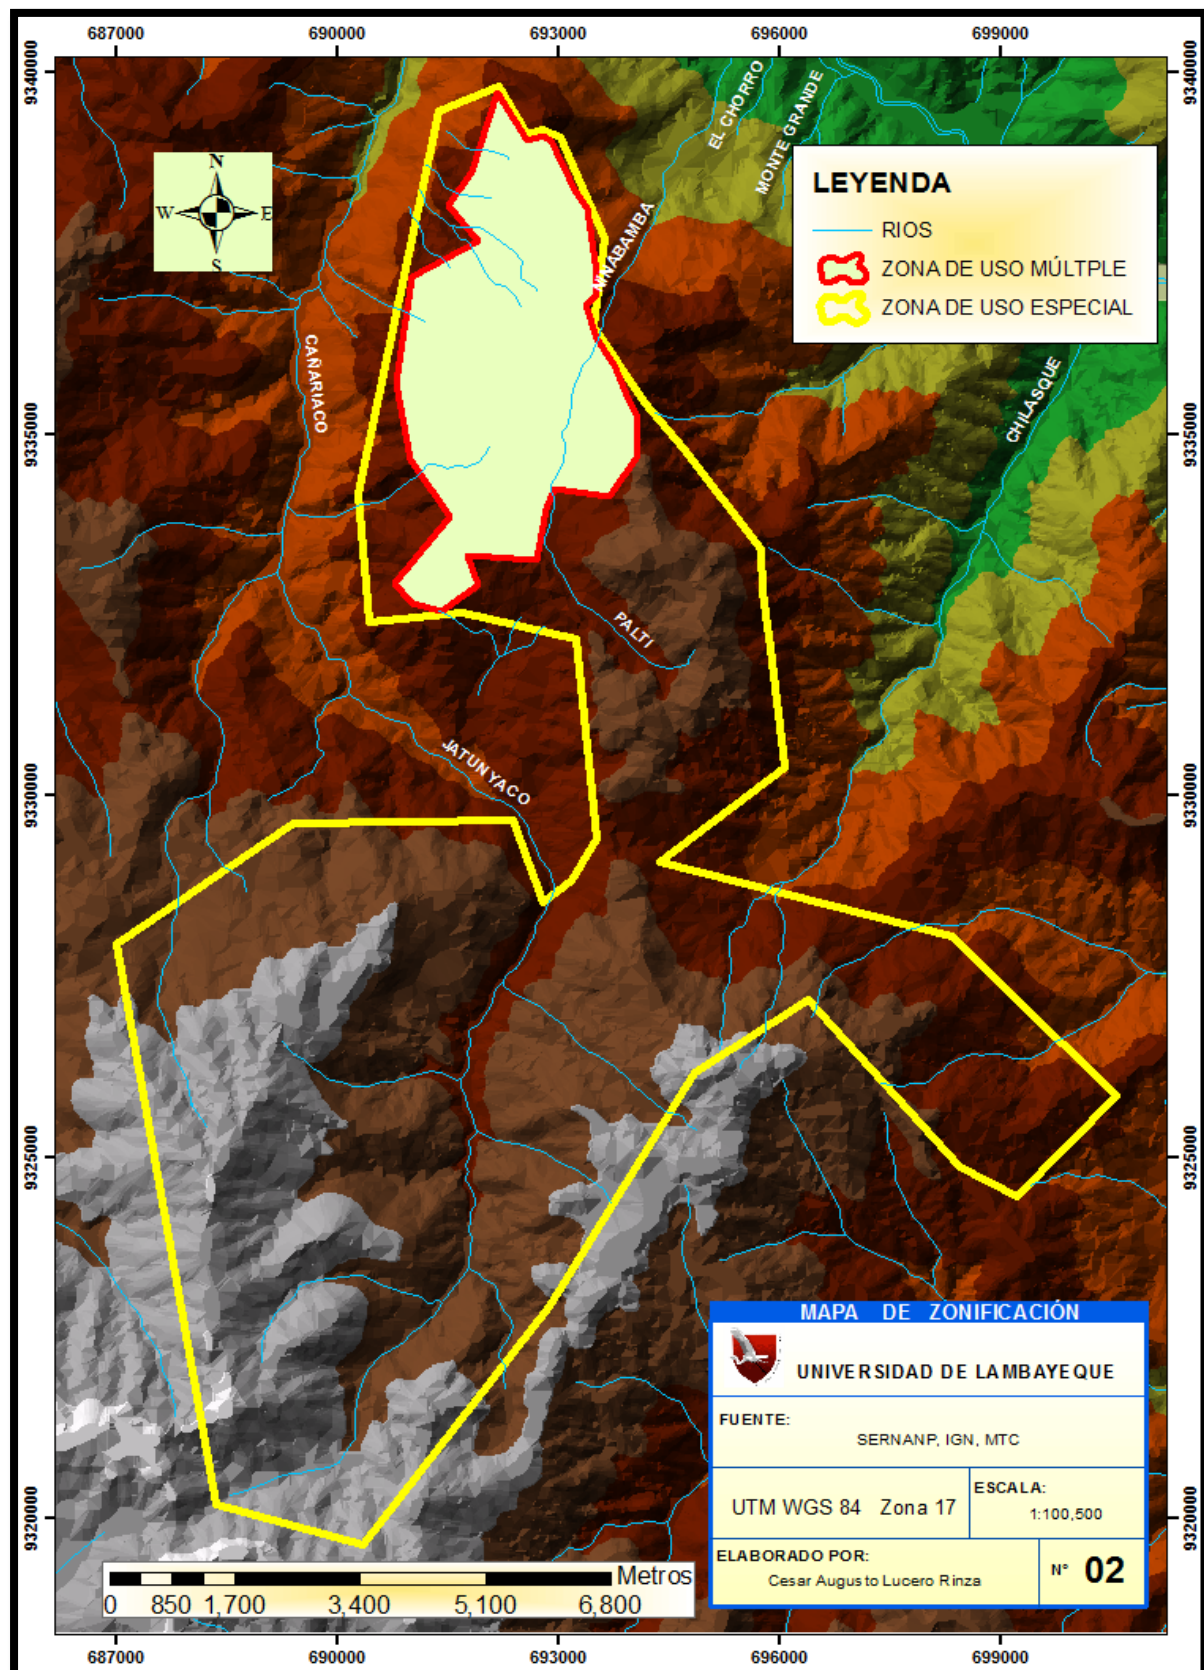 687000 690000 693000 696000 699000
9340000
9340000
EL CHORRO
MONTE GRANDE
N
W E
S
LEYENDA
RIOS
ZONA DE USO MÚLTPLE
ZONA DE USO ESPECIAL
NINABAMBA
CAÑARIACO
CHILASQUE
9335000
9335000
PALTI
JATUNYACO
9330000
9330000
9325000
9325000
MAPA DE ZONIFICACIÓN
UNIVERSIDAD DE LAMBAYEQUE
FUENTE:
SERNANP, IGN, MTC
UTM WGS 84 Zona 17
ESCALA:
1:100,500
ELABORADO POR:
Cesar Augusto Lucero Rinza
N° 02
9320000
9320000
Metros
0 850 1,700 3,400 5,100 6,800
687000 690000 693000 696000 699000